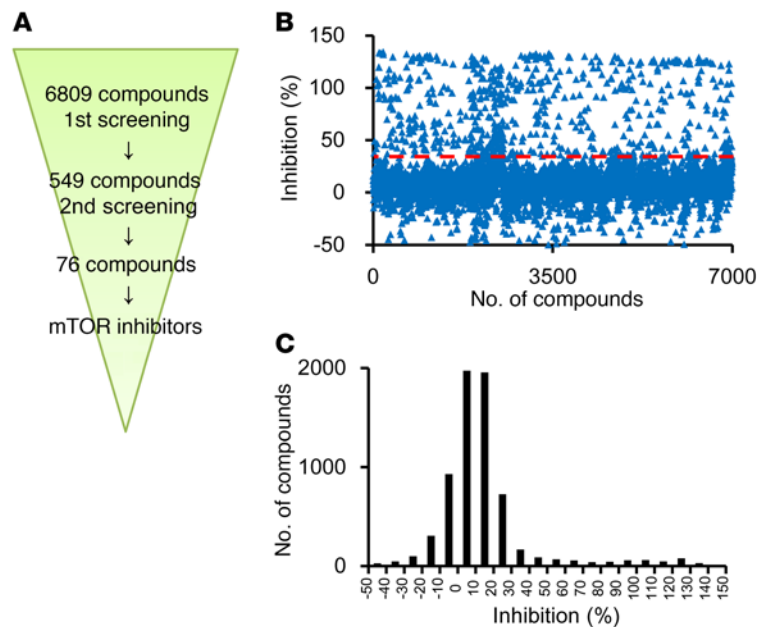 A
6809 compounds
1st screening
↓
549 compounds
2nd screening
↓
76 compounds
↓
mTOR inhibitors
B
Inhibition (%)
150
100
50
0
-50
0 3500 7000
No. of compounds
C
No. of compounds
2000
1000
0
-50 -40 -30 -20 -10 0 10 20 30 40 50 60 70 80 90 100 110 120 130 140 150
Inhibition (%)